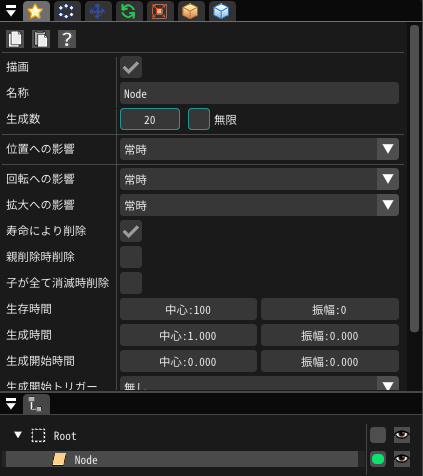 ?
描画
名称 Node
生成数 20 無限
位置への影響 常時
回転への影響 常時
拡大への影響 常時
寿命により削除
親削除時削除
子が全て消滅時削除
生存時間 中心:100 振幅:0
生成時間 中心:1.000 振幅:0.000
生成開始時間 中心:0.000 振幅:0.000
生成開始トリガー 無し
Root
Node